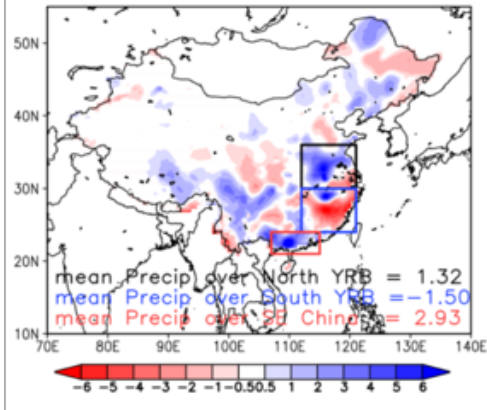 50N
40N
30N
20N
mean Precip over North YRB = 1.32
mean Precip over South YRB =-1.50
mean Precip over SE China = 2.93
10N
70E 80E 90E 100E 110E 120E 130E 140E
-6 -5 -4 -3 -2 -1 -0.5 0.5 1 2 3 4 5 6